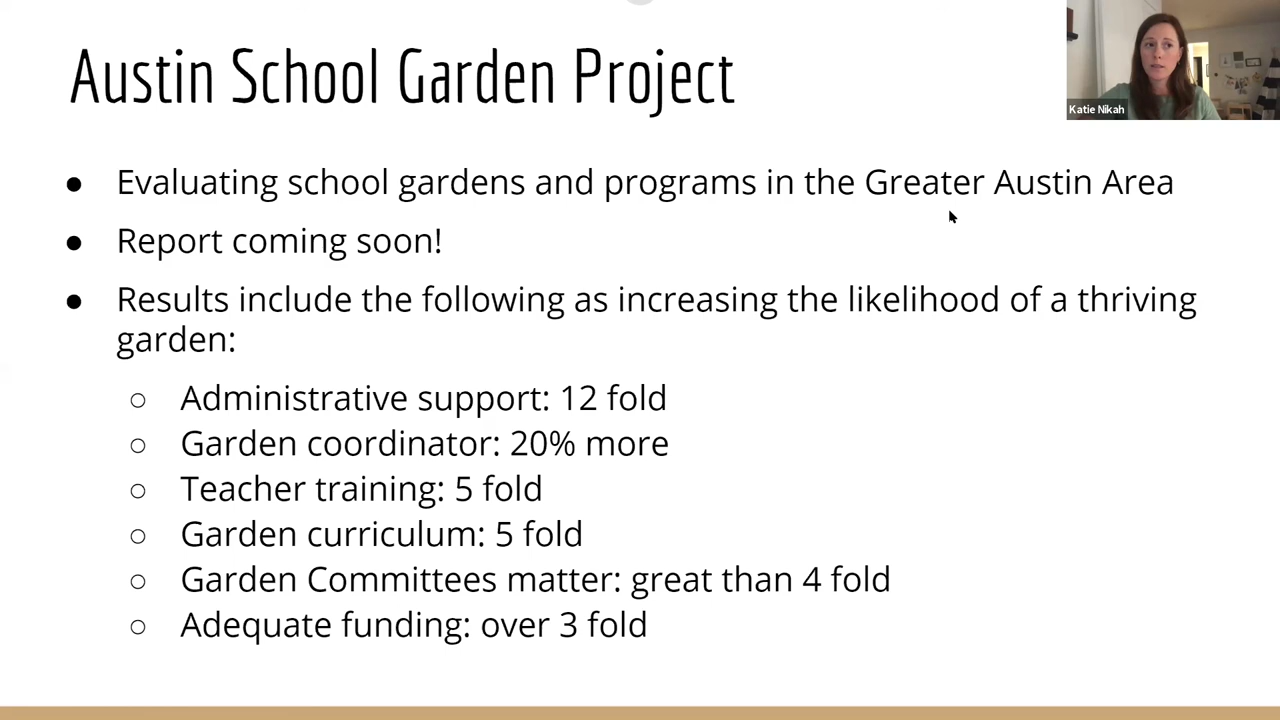 Austin School Garden Project
Katie Nikah
● Evaluating school gardens and programs in the Greater Austin Area
● Report coming soon!
● Results include the following as increasing the likelihood of a thriving
garden:
○ Administrative support: 12 fold
○ Garden coordinator: 20% more
○ Teacher training: 5 fold
○ Garden curriculum: 5 fold
○ Garden Committees matter: great than 4 fold
○ Adequate funding: over 3 fold